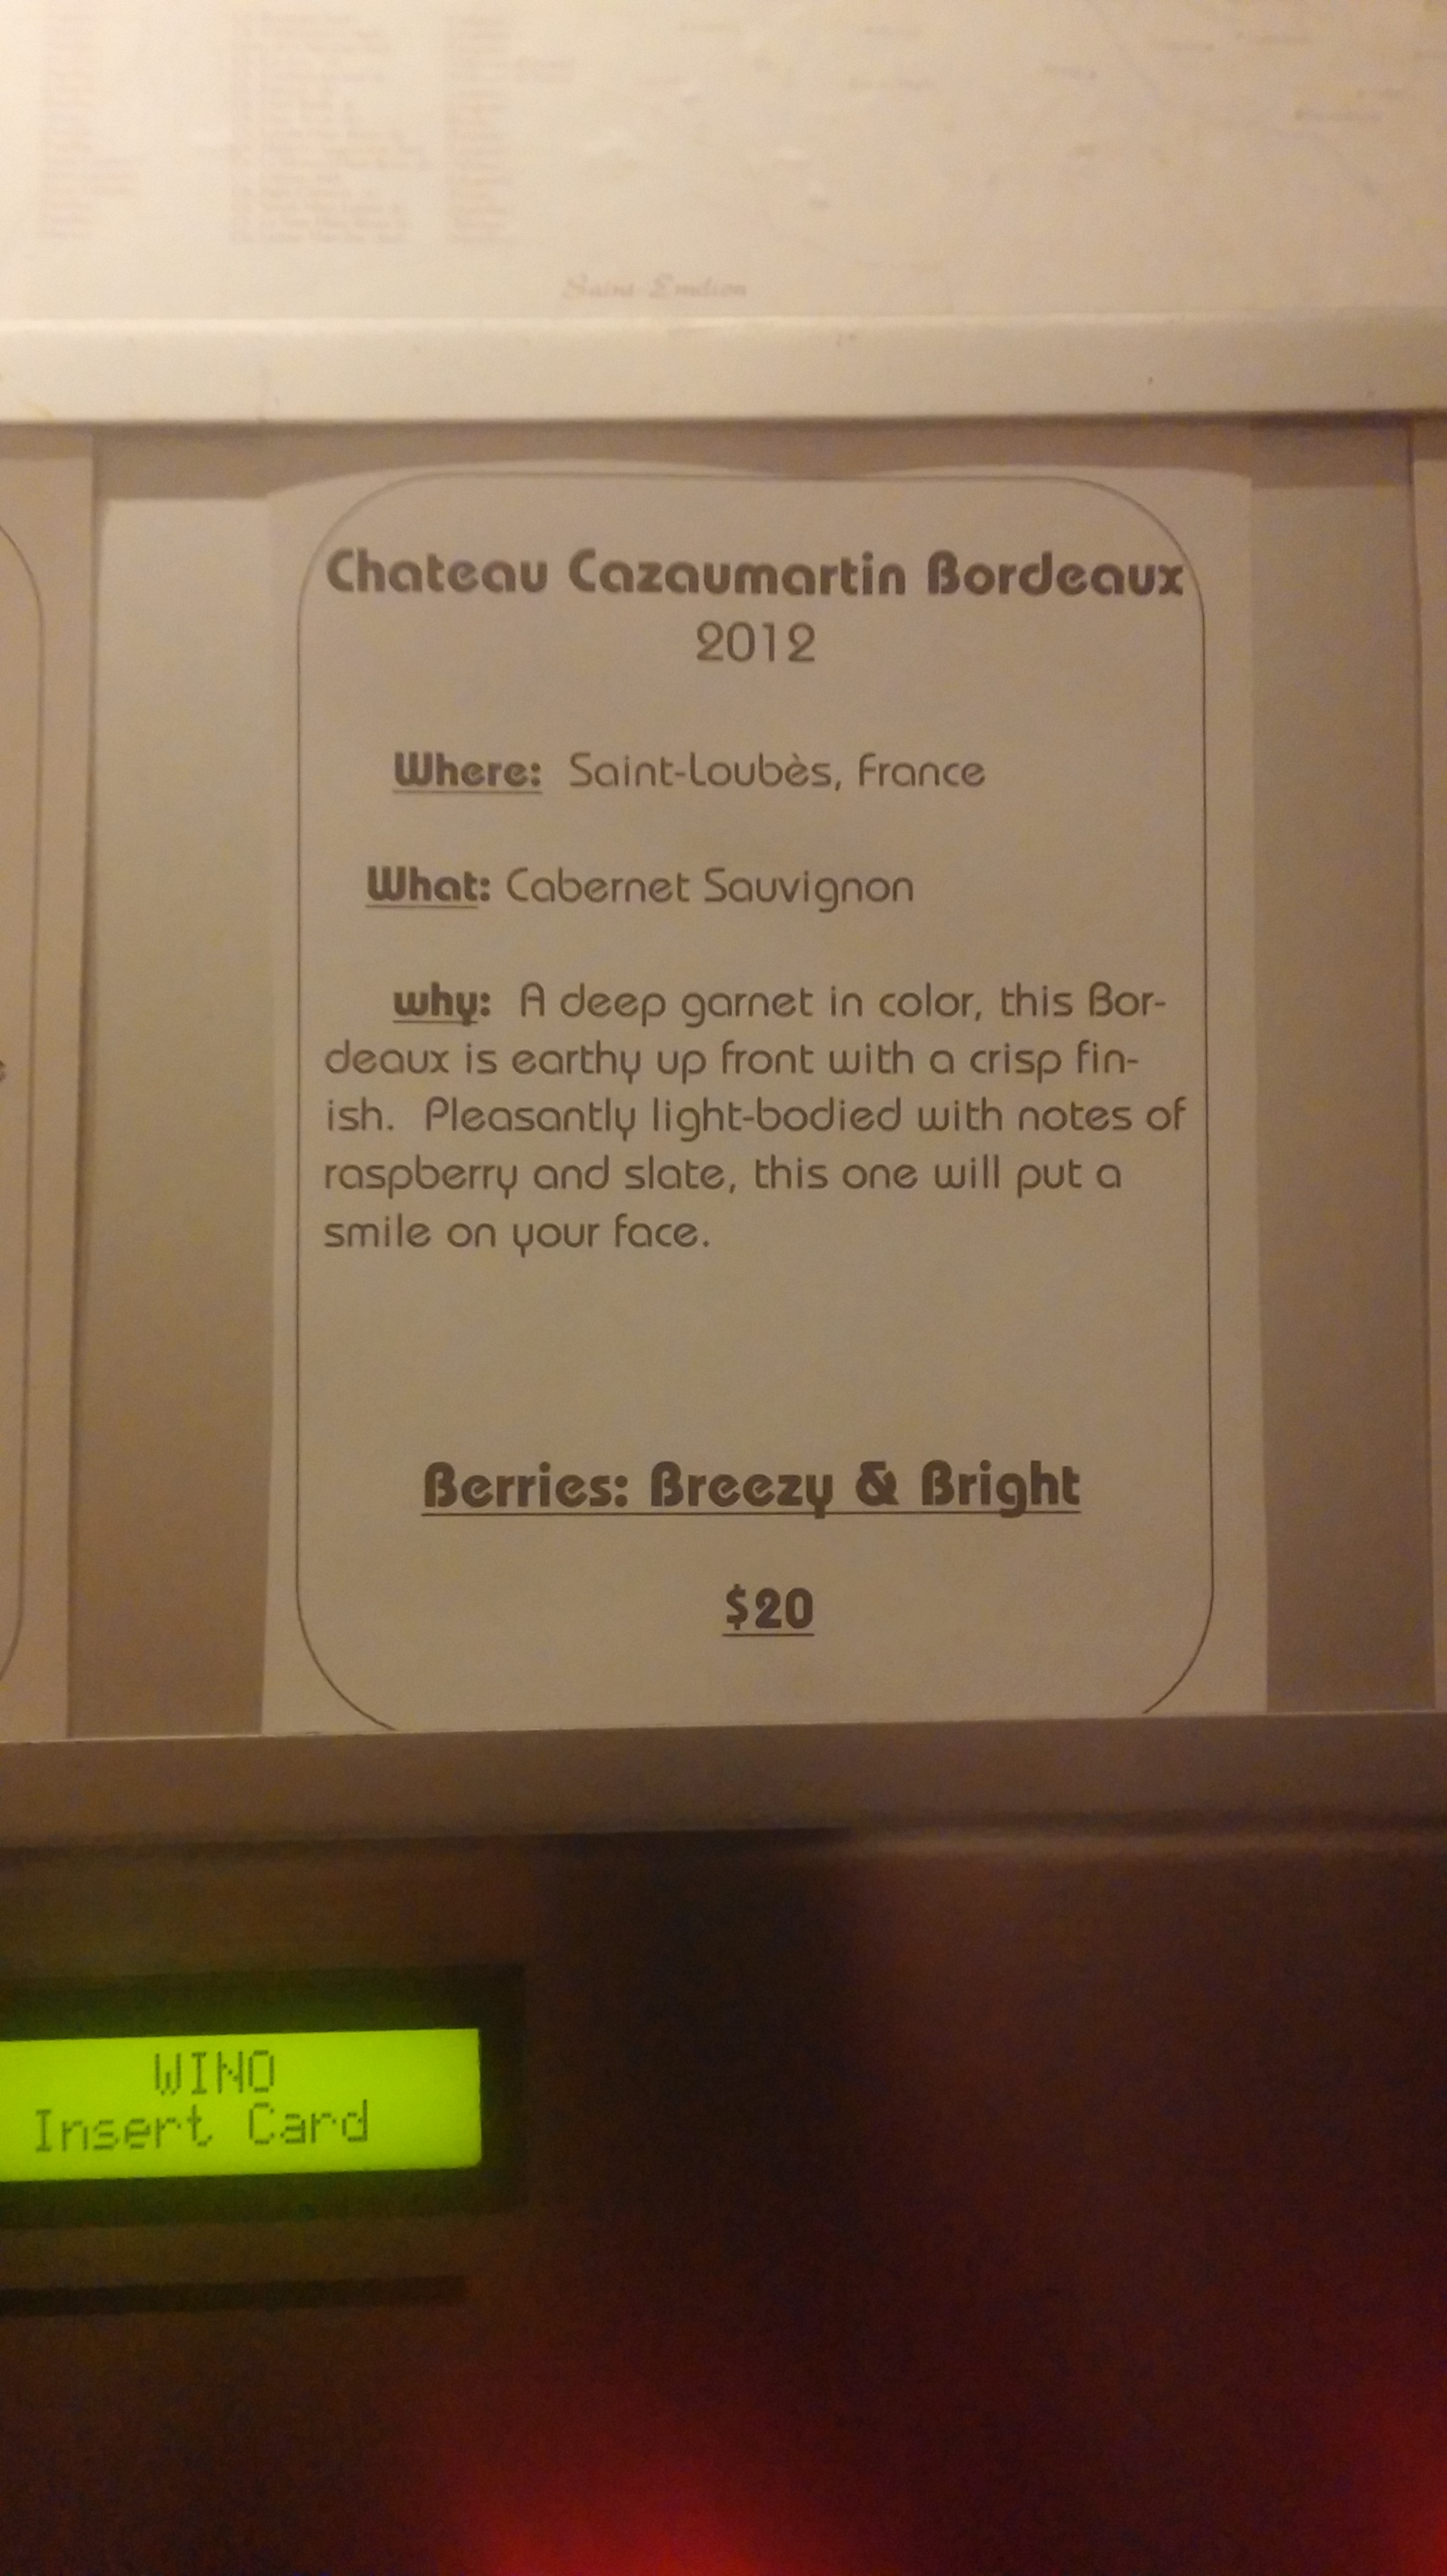 Saint Emilion
Chateau Cazaumartin Bordeaux
2012
Where: Saint-Loubès, France
What: Cabernet Sauvignon
why: A deep garnet in color, this Bor-
deaux is earthy up front with a crisp fin-
ish. Pleasantly light-bodied with notes of
raspberry and slate, this one will put a
smile on your face.
Berries: Breezy & Bright
$20
WINO
Insert Card